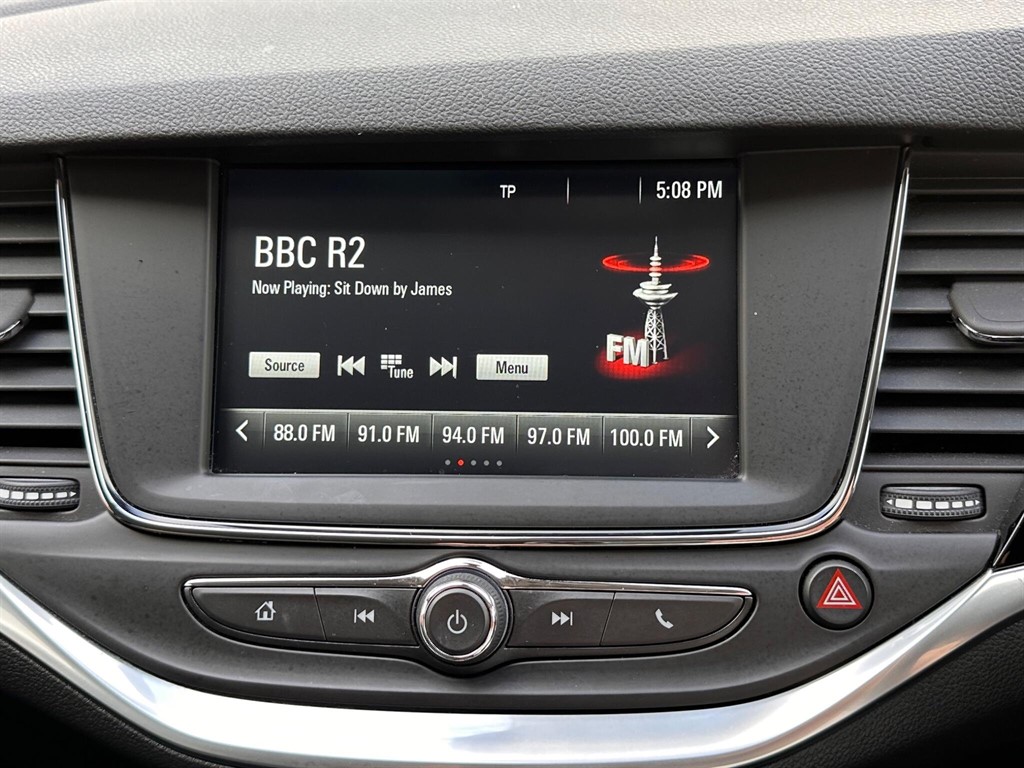 TP 5:08 PM
BBC R2
Now Playing: Sit Down by James
FM
Source Tune Menu
88.0 FM 91.0 FM 94.0 FM 97.0 FM 100.0 FM